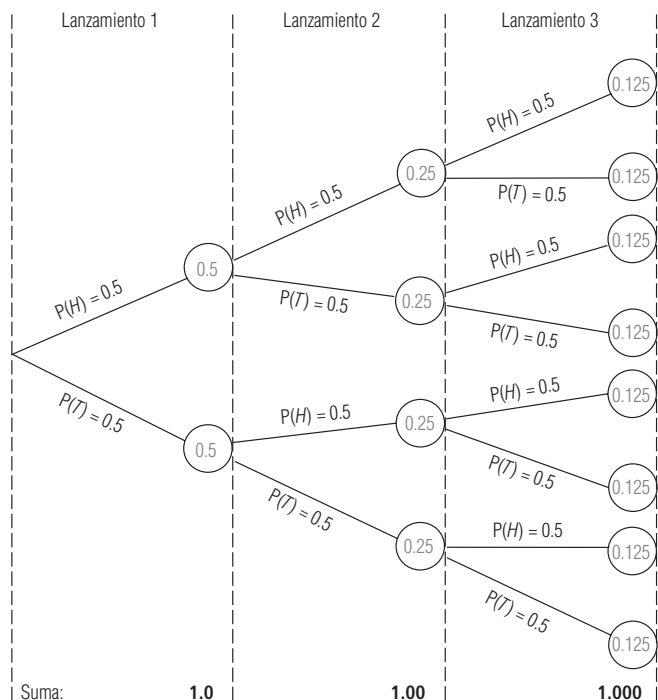 Lanzamiento 1 Lanzamiento 2 Lanzamiento 3
0.125
P(H) = 0.5
0.25
P(T) = 0.5
0.125
P(H) = 0.5
0.5
P(H) = 0.5
0.125
P(T) = 0.5
0.25
P(H) = 0.5
P(T) = 0.5
0.125
P(T) = 0.5
P(H) = 0.5
P(H) = 0.5
0.125
0.5
0.25
P(T) = 0.5
P(T) = 0.5
0.125
0.25
P(H) = 0.5
0.125
P(T) = 0.5
0.125
Suma: 1.0 1.00 1.000